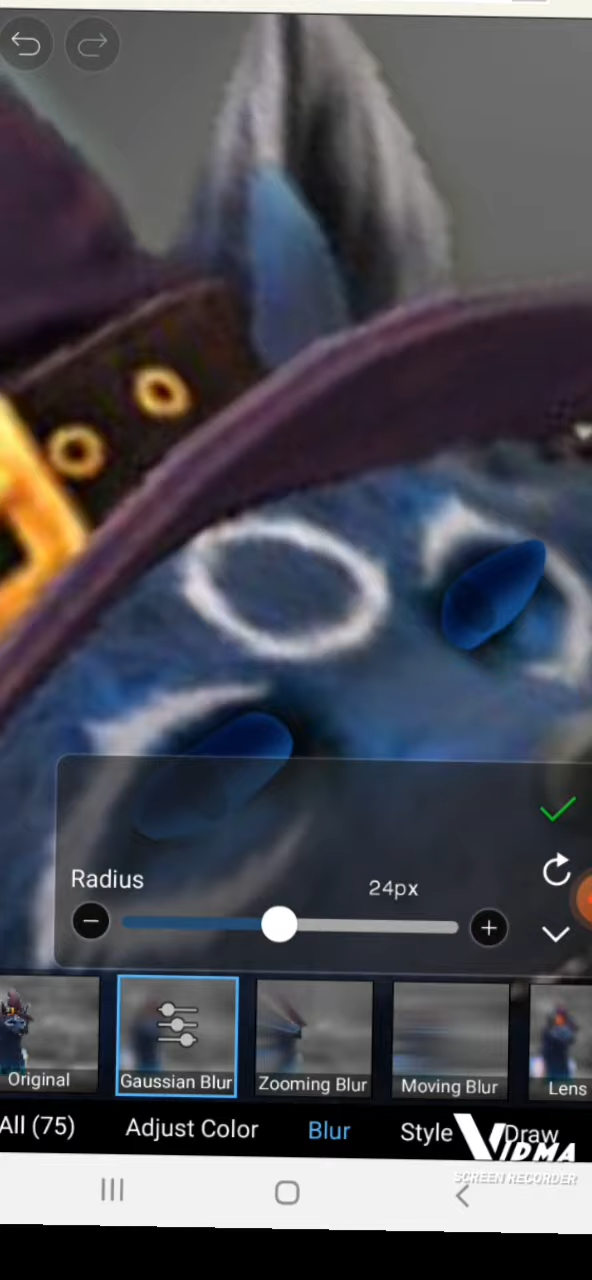 Radius
24px
Original
Gaussian Blur
Zooming Blur
Moving Blur
Lens
All (75)
Adjust Color
Blur
Style
Draw
VIDMA
SCREEN RECORDER